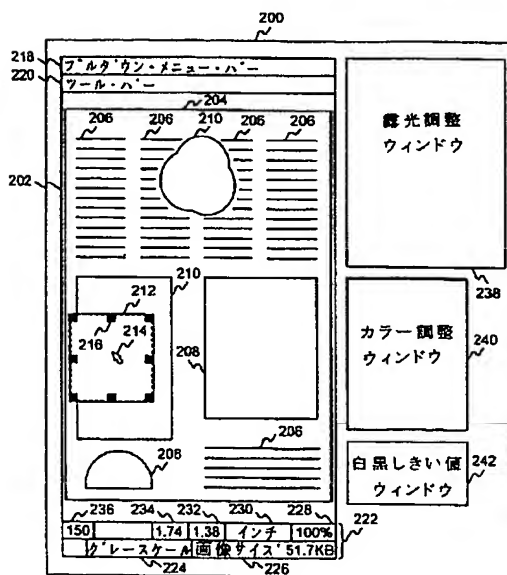 200
218
プルダウン・メニュー・バー
220
ツール・バー
204
206 206 210 206 206
202
露光調整
ウィンドウ
238
210
212
216
214
208
カラー調整
ウィンドウ
240
206
208
白黒しきい値
ウィンドウ
242
236 234 232 230 228
150 1.74 1.38 インチ 100%
222
グレースケール 画像サイズ 51.7KB
224 226